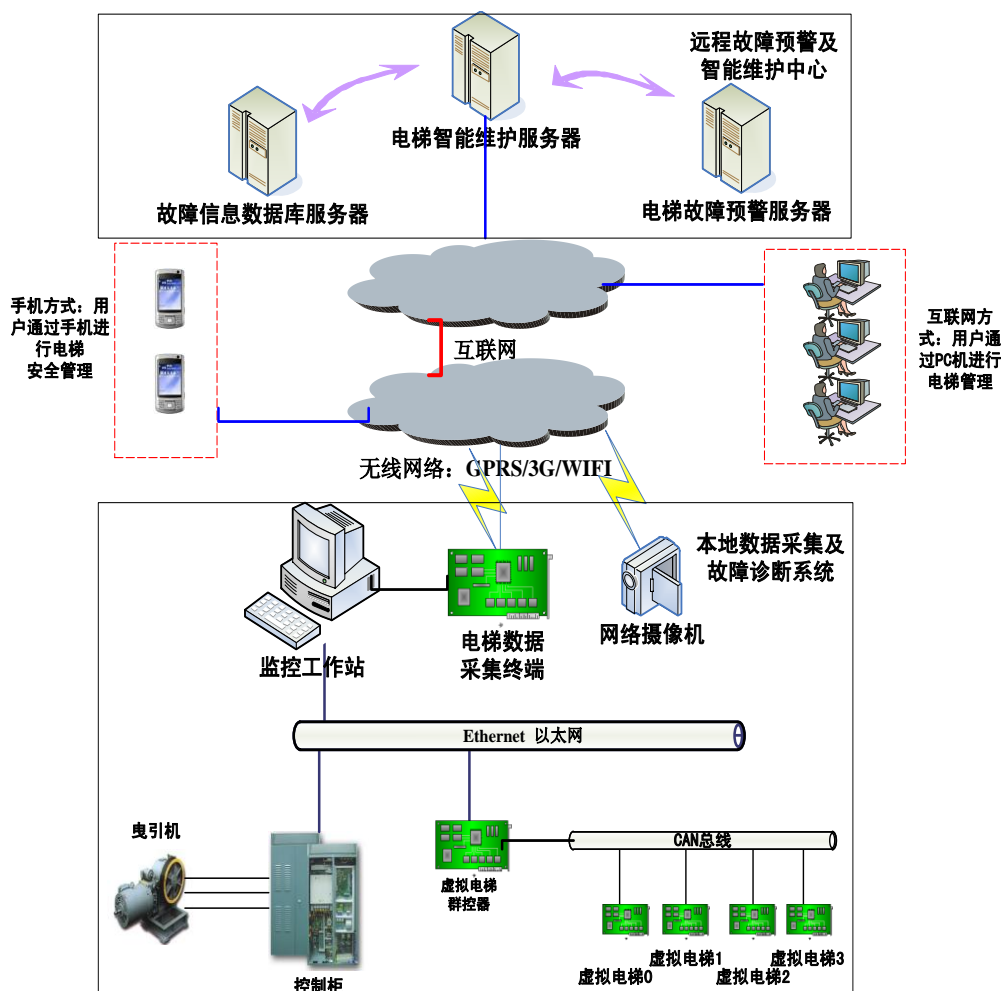 远程故障预警及
智能维护中心
电梯智能维护服务器
故障信息数据库服务器
电梯故障预警服务器
手机方式：用
户通过手机进
行电梯
安全管理
互联网
互联网方
式：用户通
过PC机进行
电梯管理
无线网络：GPRS/3G/WIFI
本地数据采集及
故障诊断系统
监控工作站
电梯数据
采集终端
网络摄像机
Ethernet 以太网
曳引机
控制柜
虚拟电梯
群控器
CAN总线
虚拟电梯0
虚拟电梯1
虚拟电梯2
虚拟电梯3